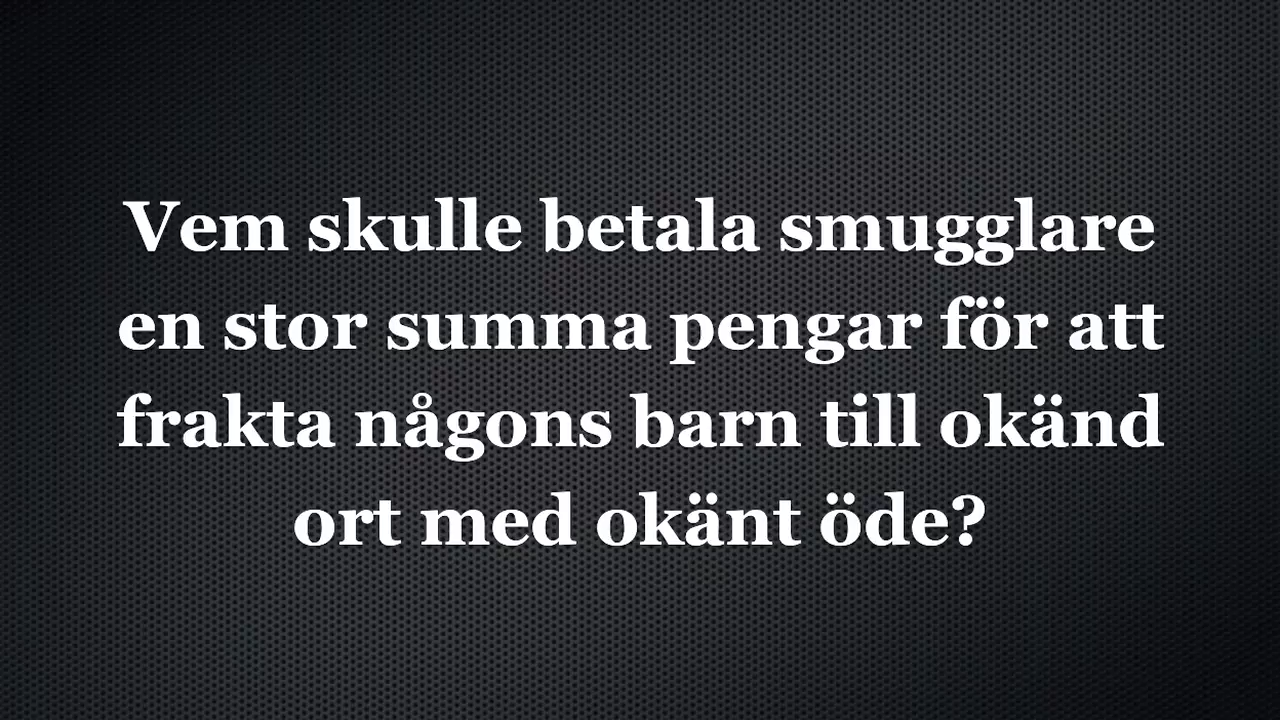 Vem skulle betala smugglare
en stor summa pengar för att
frakta någons barn till okänd
ort med okänt öde?